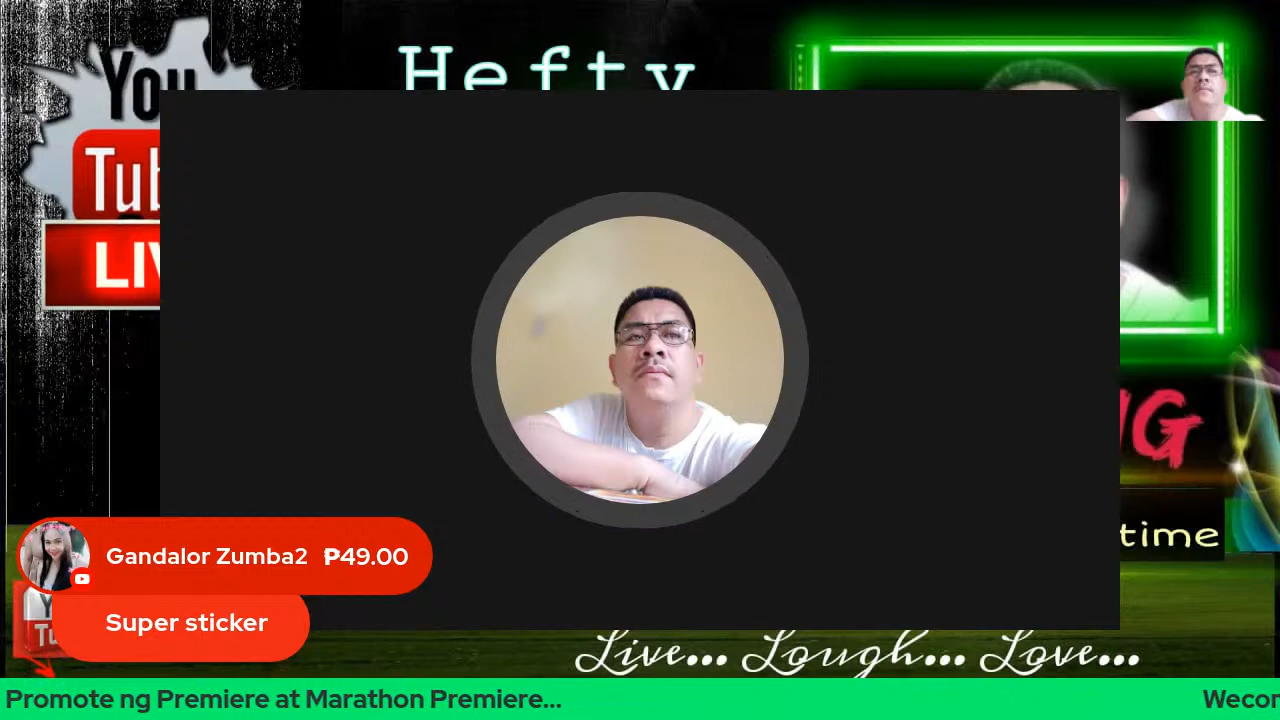 You
Tub
LIV
Hefty
NG
time
Gandalor Zumba2 ₱49.00
Super sticker
Live... Lough... Love...
Promote ng Premiere at Marathon Premiere...
Wecor